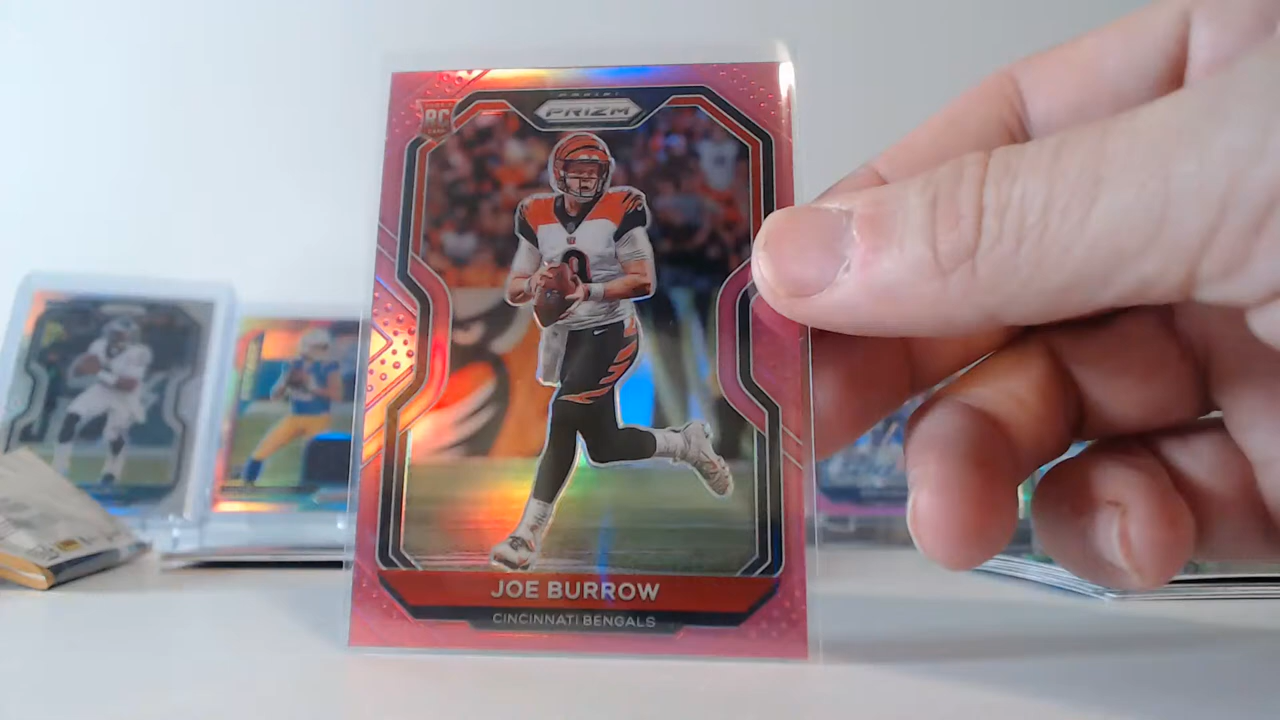 PANINI
PRIZM
RC
JOE BURROW
CINCINNATI BENGALS